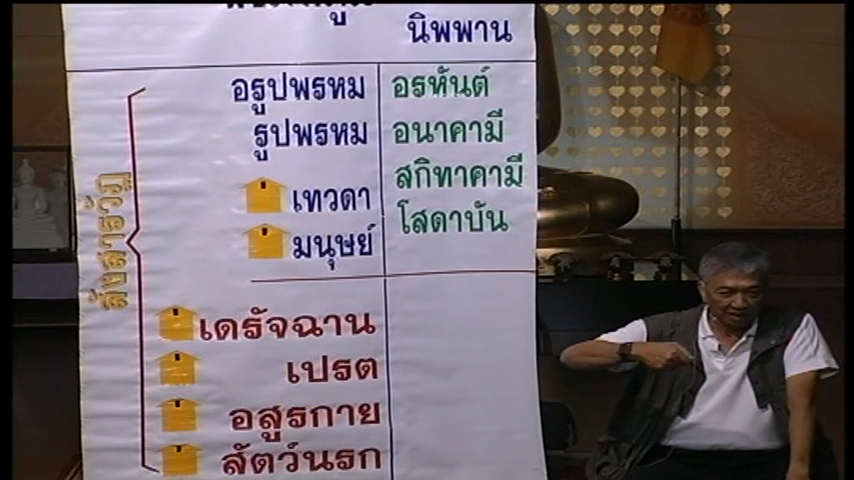 นิพพาน
อรูปพรหม อรหันต์
รูปพรหม อนาคามี
เทวดา สกิทาคามี
มนุษย์ โสดาบัน
สังสารวัฏ
เดรัจฉาน
เปรต
อสูรกาย
สัตว์นรก